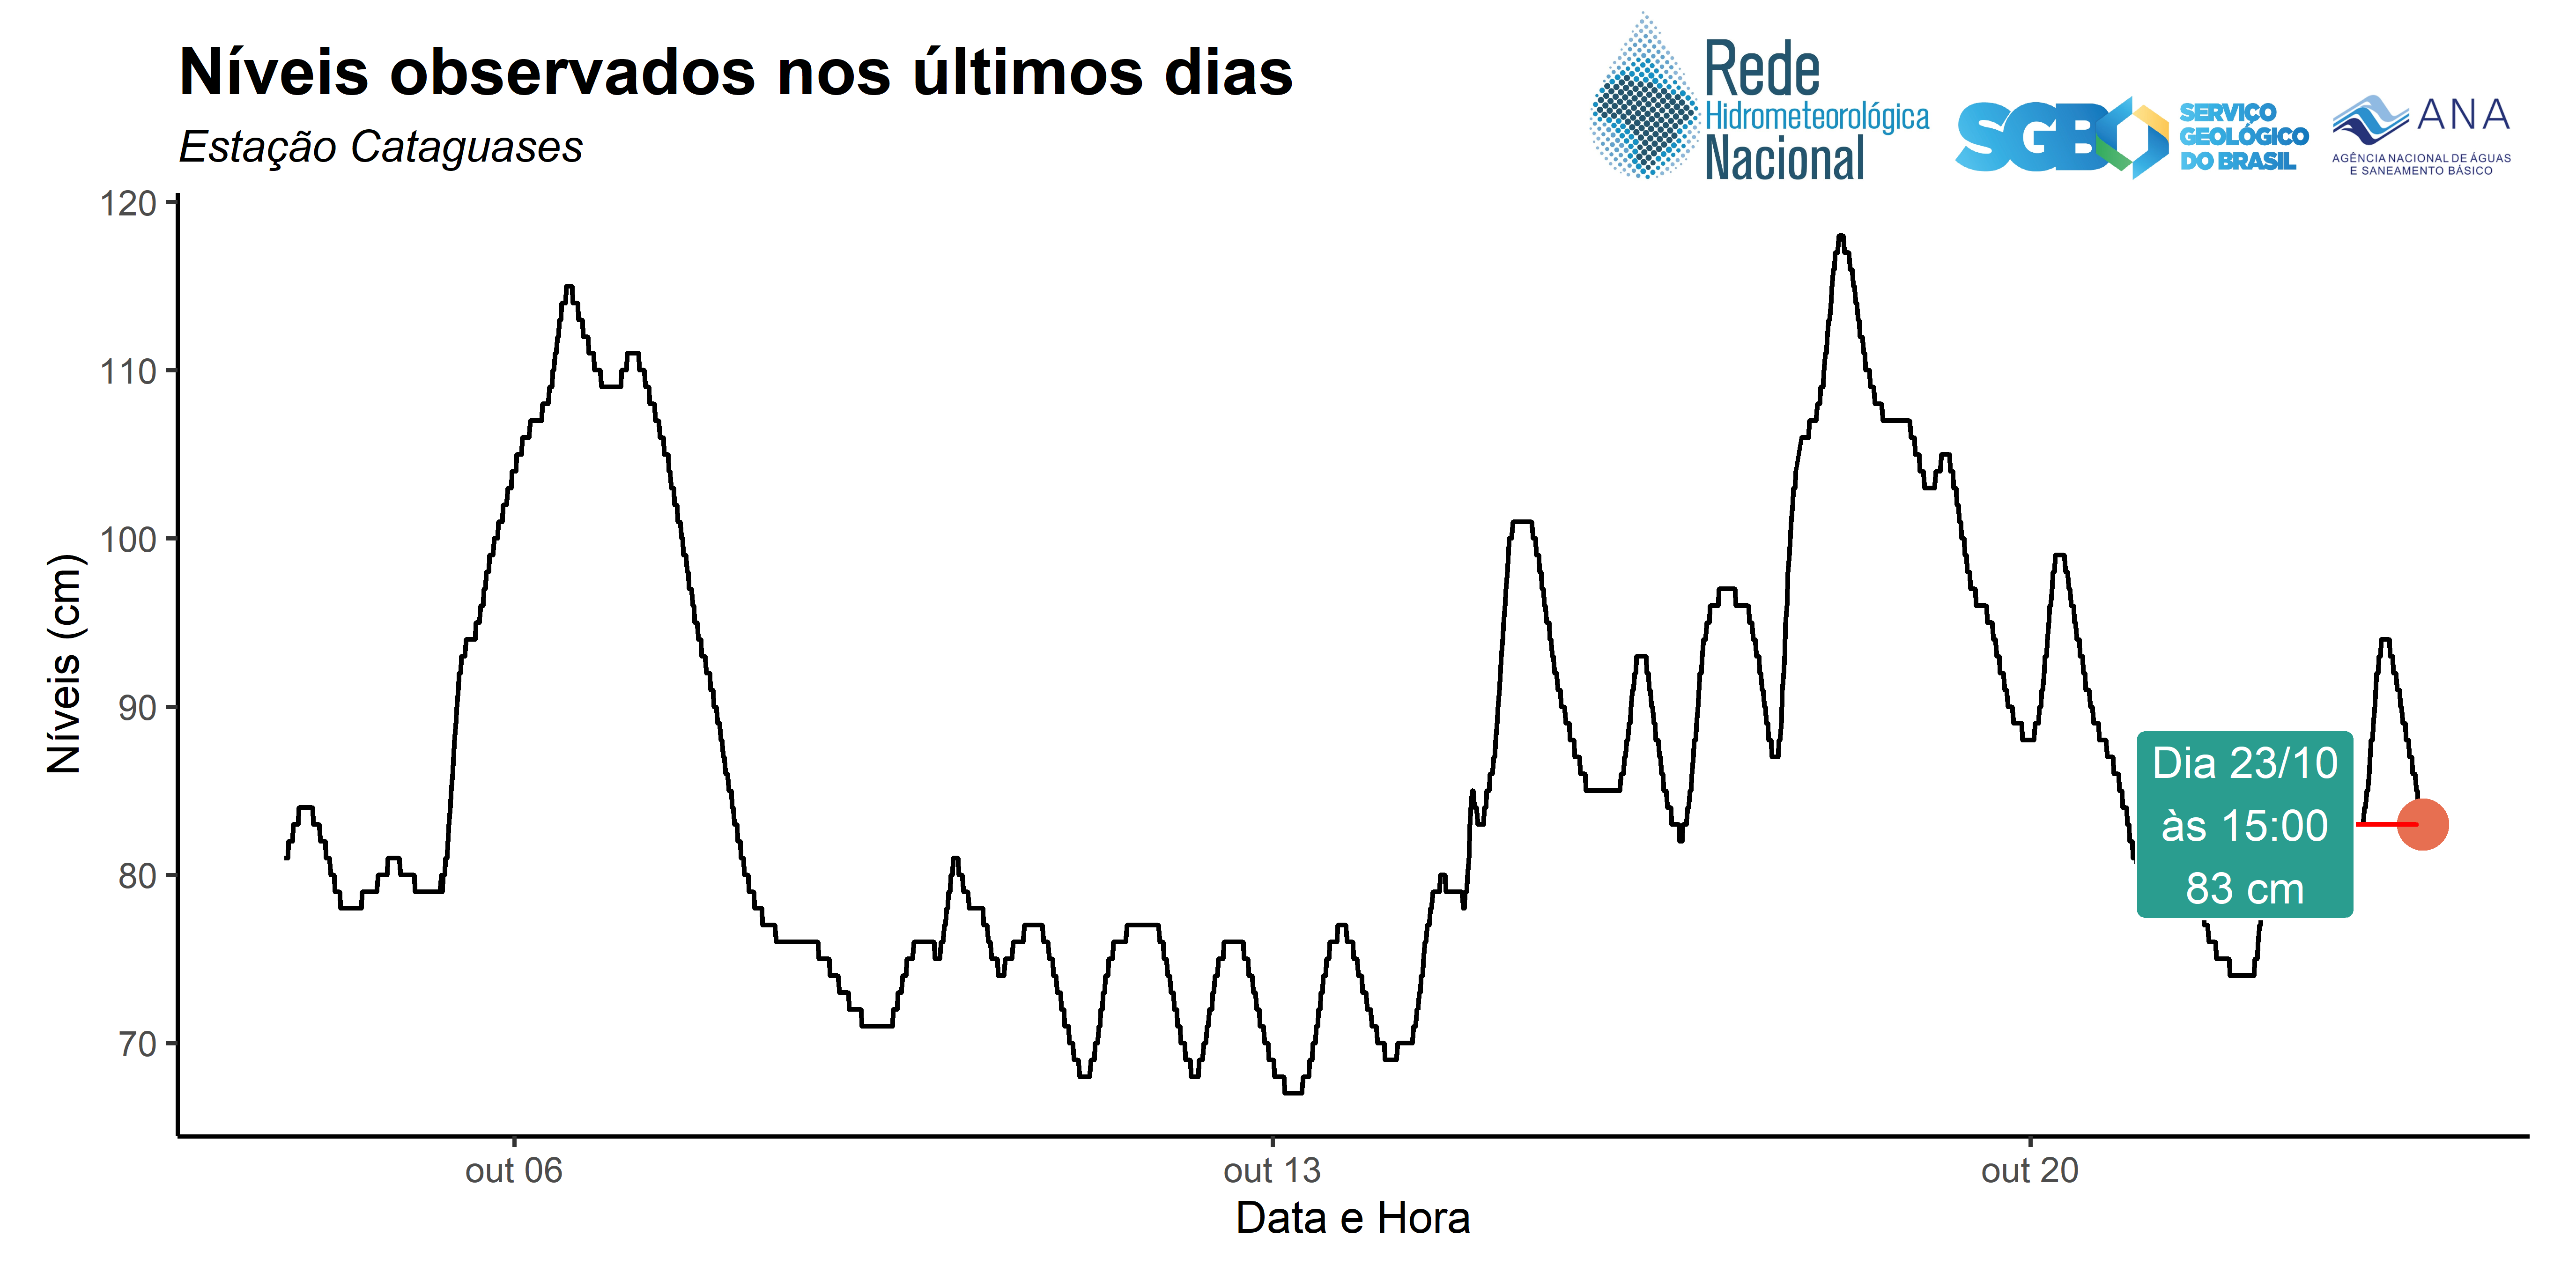 Níveis observados nos últimos dias
Estação Cataguases
Rede
Hidrometeorológica
Nacional
SGB
SERVIÇO
GEOLÓGICO
DO BRASIL
ANA
AGÊNCIA NACIONAL DE ÁGUAS
E SANEAMENTO BÁSICO
120
110
100
90
80
70
Níveis (cm)
Dia 23/10
às 15:00
83 cm
out 06
out 13
out 20
Data e Hora